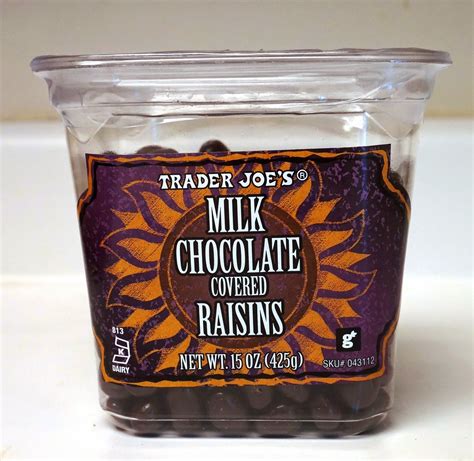 TRADER JOE'S®
MILK
CHOCOLATE
COVERED
RAISINS
NET WT. 15 OZ (425g)
813
K
DAIRY
g
SKU# 043112